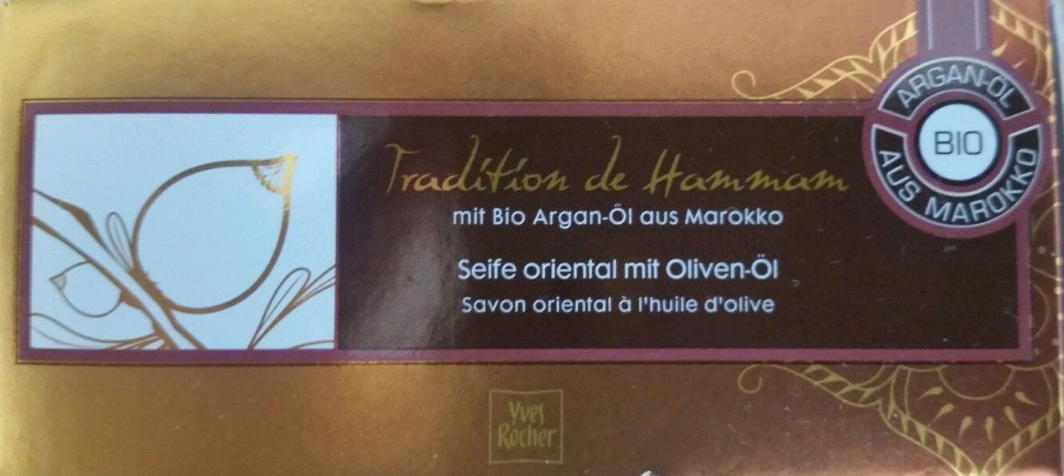 Tradition de Hammam
mit Bio Argan-Öl aus Marokko
Seife oriental mit Oliven-Öl
Savon oriental à l'huile d'olive
ARGAN-ÖL
BIO
AUS MAROKKO
Yves
Rocher